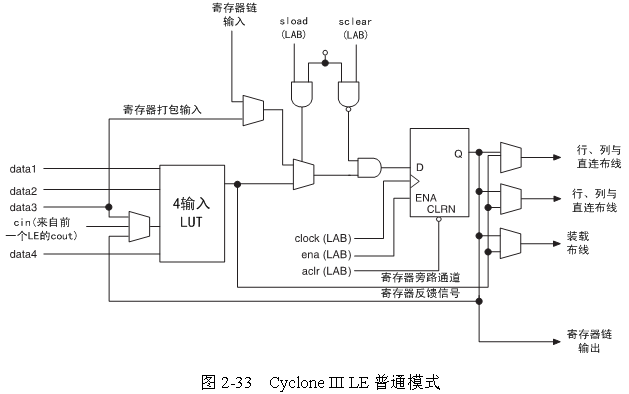 寄存器链
输入
sload
(LAB)
sclear
(LAB)
寄存器打包输入
data1
data2
data3
cin(来自前
一个LE的cout)
data4
4输入
LUT
D
Q
ENA
CLRN
clock (LAB)
ena (LAB)
aclr (LAB)
寄存器旁路通道
寄存器反馈信号
行、列与
直连布线
行、列与
直连布线
装载
布线
寄存器链
输出
图 2-33 Cyclone Ⅲ LE 普通模式